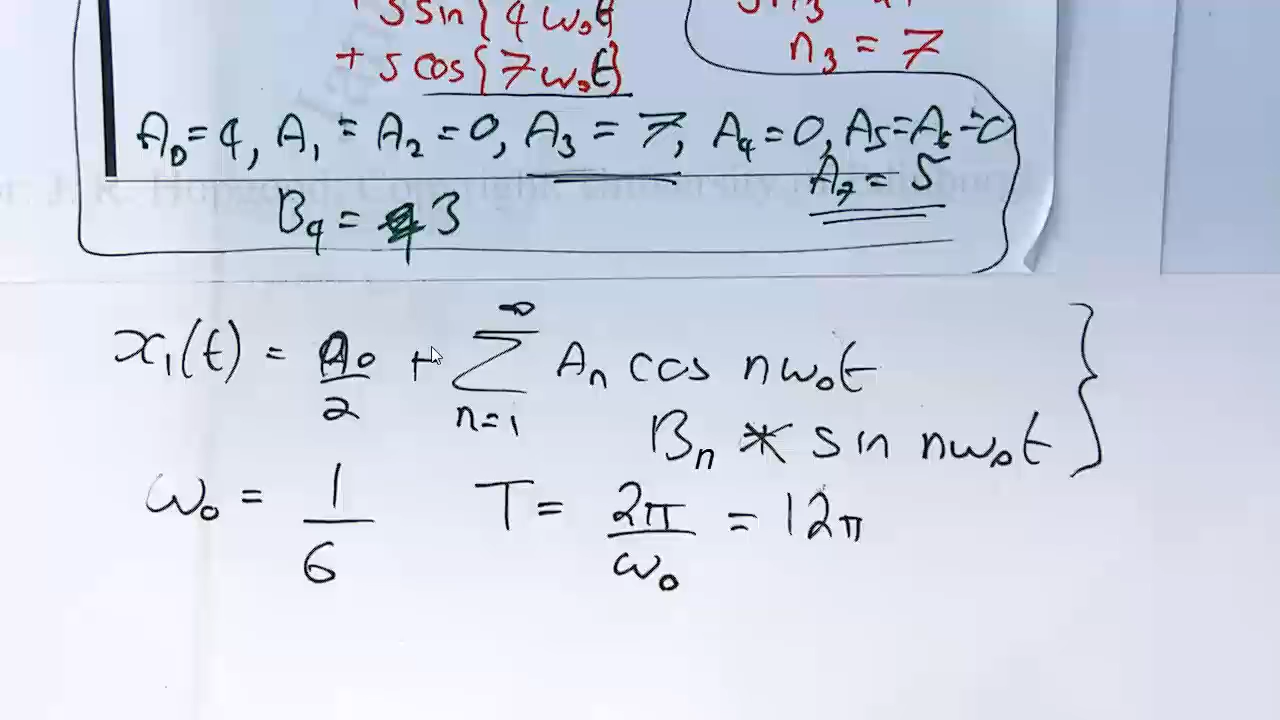 + 3 sin{4ω₀t}
+ 5 cos{7ω₀t}
n₃ = 7
A₀ = 4, A₁ = A₂ = 0, A₃ = 7, A₄ = 0, A₅ = A₆ = 0
A₇ = 5
B₄ = 3
x₁(t) = A₀/2 + ∑ₙ₌₁^∞ Aₙ cos nω₀t
Bₙ * sin nω₀t }
ω₀ = 1/6 T = 2π/ω₀ = 12π